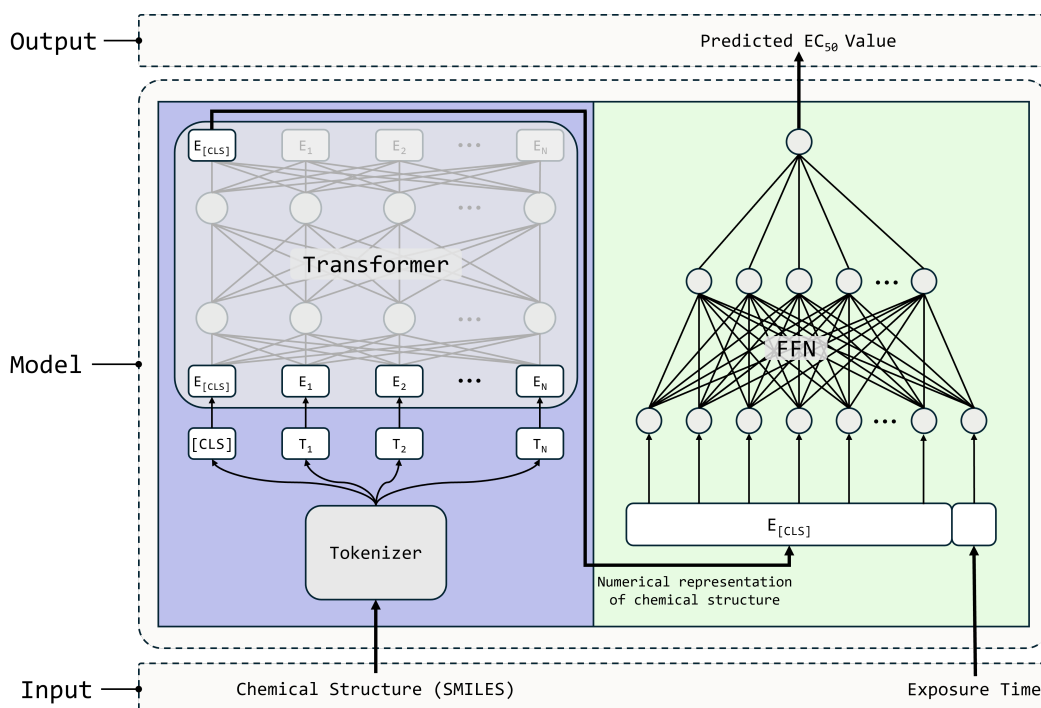 Output
Predicted EC50 Value
E[CLS]
E1
E2
...
EN
...
Transformer
...
...
FFN
Model
E[CLS]
E1
E2
...
EN
...
[CLS]
T1
T2
TN
E[CLS]
Tokenizer
Numerical representation
of chemical structure
Input
Chemical Structure (SMILES)
Exposure Time